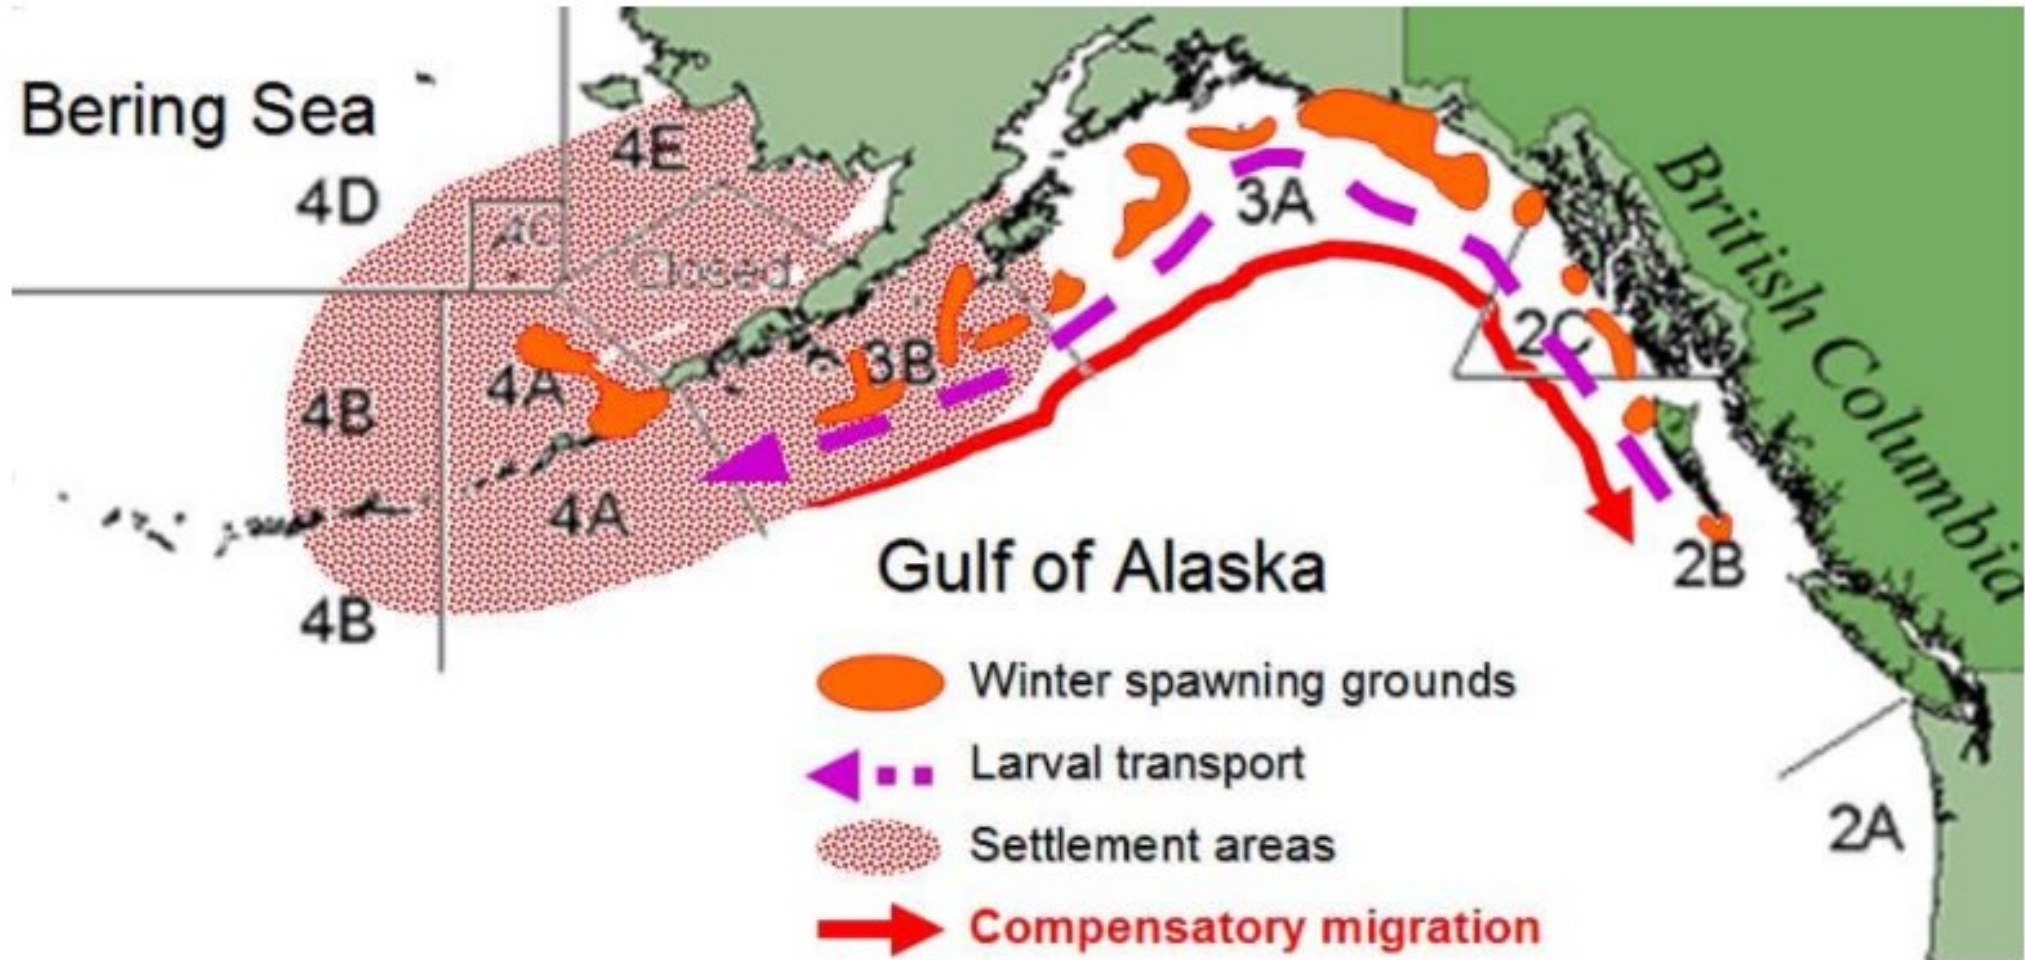 Bering Sea
4E
4D
3A
4C
Closed
2C
3B
4A
4B
4A
Gulf of Alaska
2B
4B
British Columbia
Winter spawning grounds
Larval transport
Settlement areas
2A
Compensatory migration